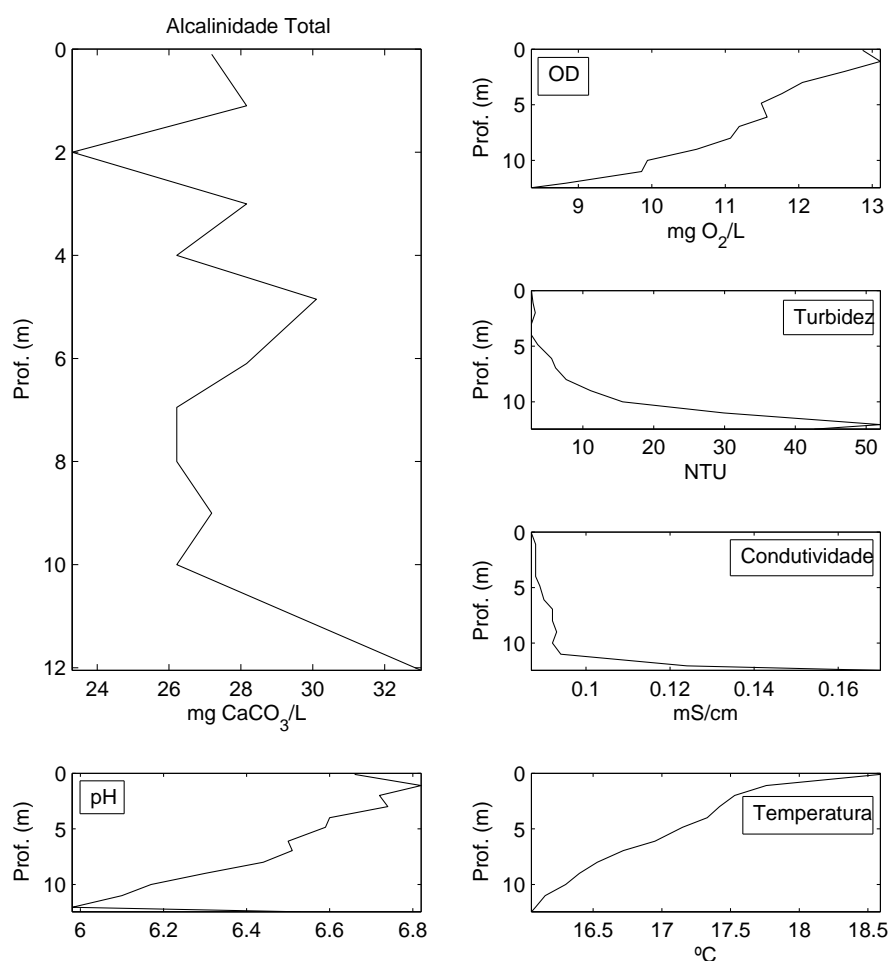 Alcalinidade Total
0
2
4
6
8
10
12
Prof. (m)
24 26 28 30 32
mg CaCO3/L
0
5
10
Prof. (m)
OD
9 10 11 12 13
mg O2/L
0
5
10
Prof. (m)
Turbidez
10 20 30 40 50
NTU
0
5
10
Prof. (m)
Condutividade
0.1 0.12 0.14 0.16
mS/cm
0
5
10
Prof. (m)
pH
6 6.2 6.4 6.6 6.8
0
5
10
Prof. (m)
Temperatura
16.5 17 17.5 18 18.5
ºC